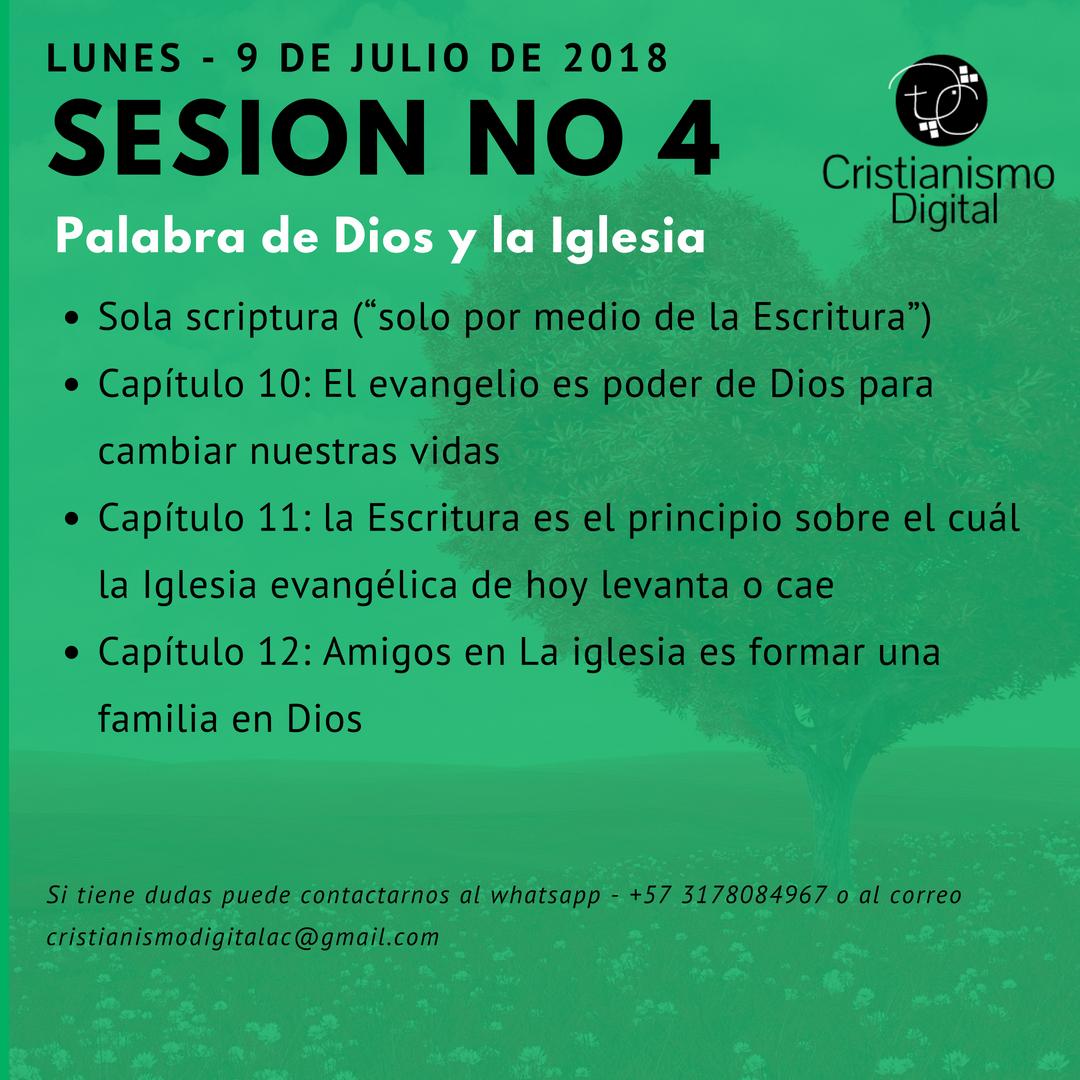 LUNES - 9 DE JULIO DE 2018
SESION NO 4
Cristianismo
Digital
Palabra de Dios y la Iglesia
• Sola scriptura (“solo por medio de la Escritura”)
• Capítulo 10: El evangelio es poder de Dios para
cambiar nuestras vidas
• Capítulo 11: la Escritura es el principio sobre el cuál
la Iglesia evangélica de hoy levanta o cae
• Capítulo 12: Amigos en La iglesia es formar una
familia en Dios
Si tiene dudas puede contactarnos al whatsapp - +57 3178084967 o al correo
cristianismodigitalac@gmail.com